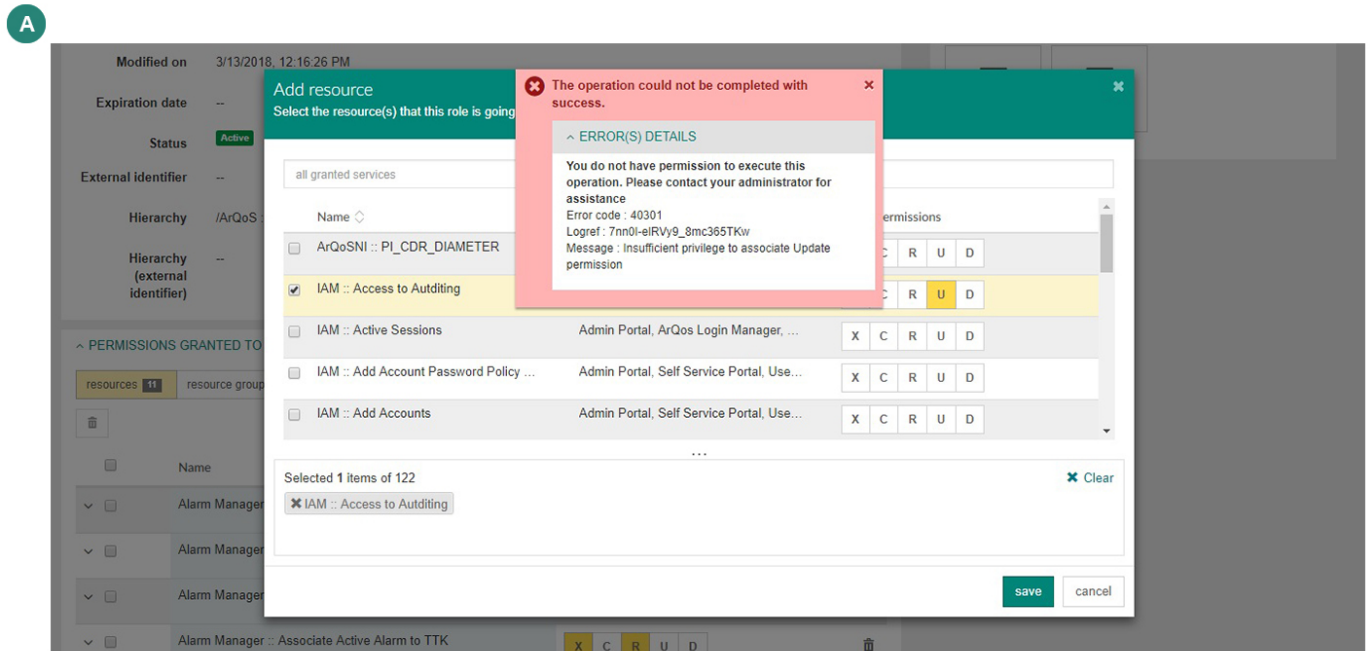 A
Modified on 3/13/2018, 12:16:26 PM
Expiration date --
Status Active
External identifier --
Hierarchy /ArQoS :
Hierarchy --
(external
identifier)
PERMISSIONS GRANTED TO
resources 11 resource group
Name
Alarm Manager
Alarm Manager
Alarm Manager
Alarm Manager :: Associate Active Alarm to TTK X C R U D
Add resource
Select the resource(s) that this role is going
The operation could not be completed with
success.
ERROR(S) DETAILS
You do not have permission to execute this
operation. Please contact your administrator for
assistance
Error code : 40301
Logref : 7nn0I-elRVy9_8mc365TKw
Message : Insufficient privilege to associate Update
permission
all granted services
Name ermissions
ArQoSNI :: PI_CDR_DIAMETER C R U D
IAM :: Access to Autditing C R U D
IAM :: Active Sessions Admin Portal, ArQos Login Manager, ... X C R U D
IAM :: Add Account Password Policy ... Admin Portal, Self Service Portal, Use... X C R U D
IAM :: Add Accounts Admin Portal, Self Service Portal, Use... X C R U D
...
Selected 1 items of 122 Clear
IAM :: Access to Autditing
save cancel